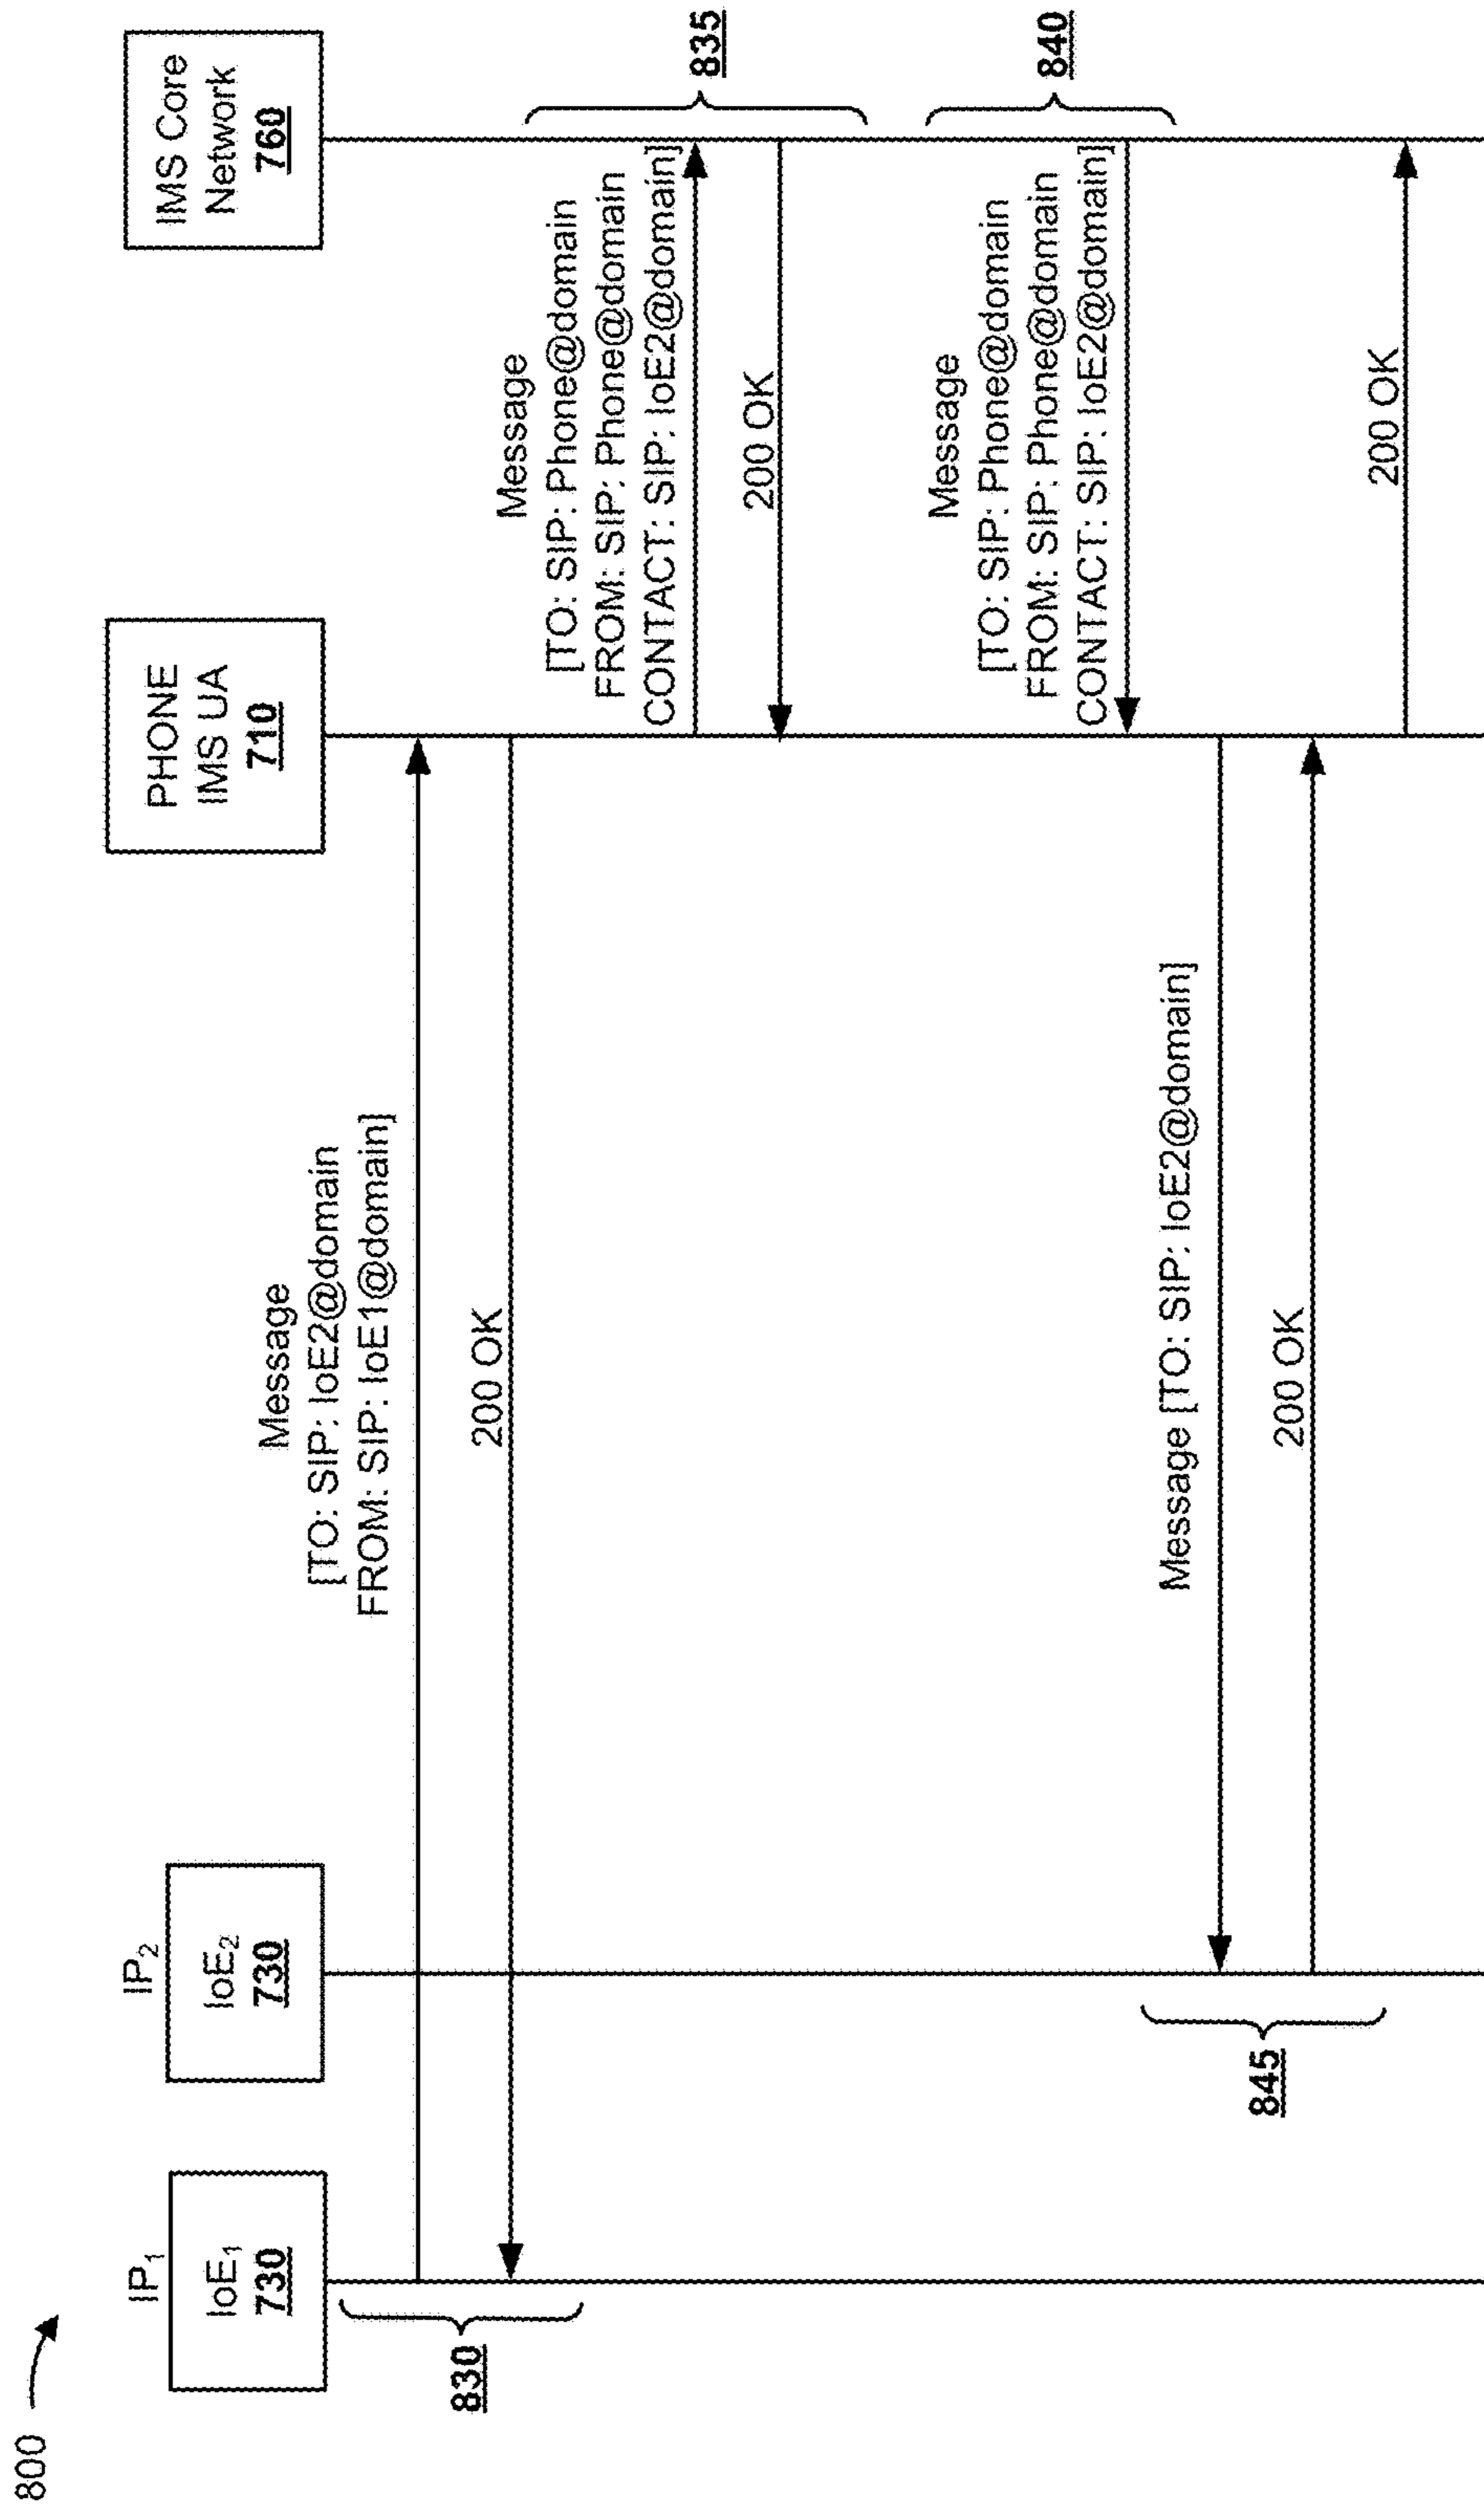 800
IP1
IoE1
730
IP2
IoE2
730
PHONE
IMS UA
710
IMS Core
Network
760
830
Message
[TO: SIP: IoE2@domain
FROM: SIP: IoE1@domain]
200 OK
Message
[TO: SIP: Phone@domain
FROM: SIP: Phone@domain
CONTACT: SIP: IoE2@domain]
835
200 OK
Message
[TO: SIP: Phone@domain
FROM: SIP: Phone@domain
CONTACT: SIP: IoE2@domain]
840
845
Message [TO: SIP: IoE2@domain]
200 OK
200 OK